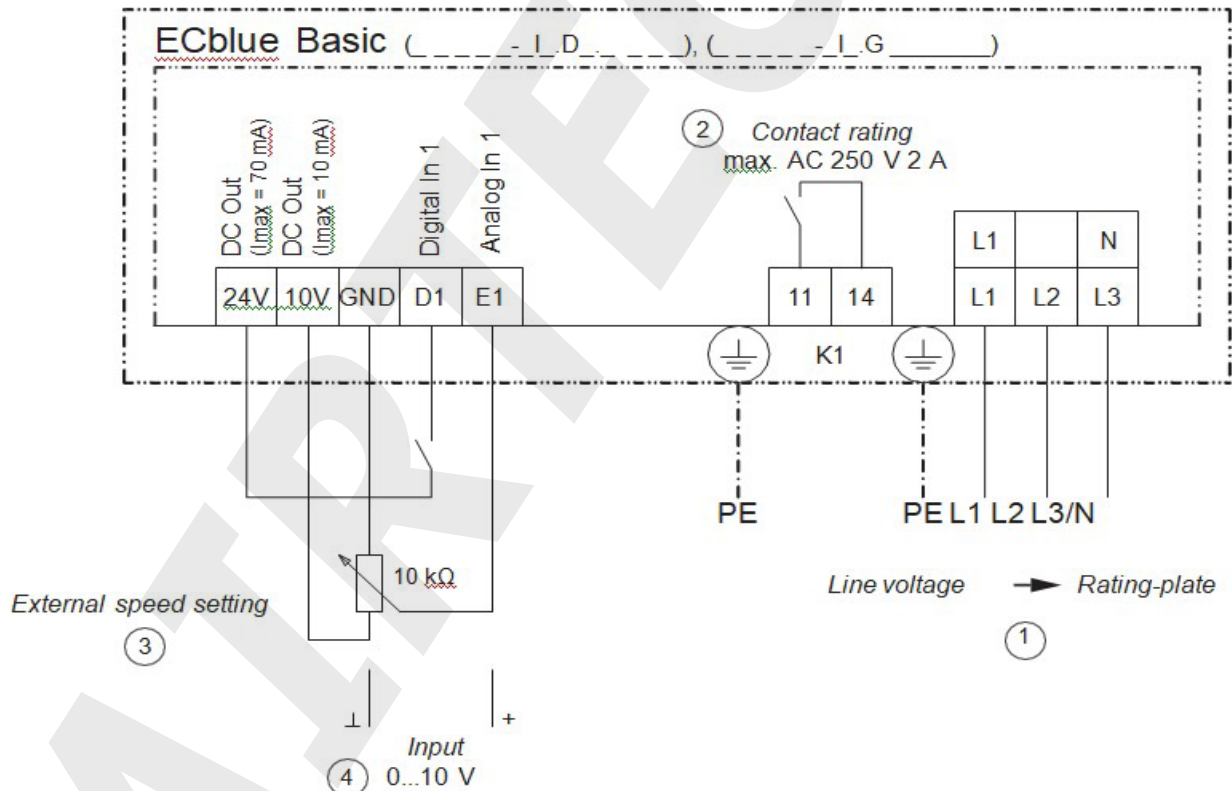 ECblue Basic (_ _ _ _ _-_I_.D_._ _ _ _), (_ _ _ _ _-_I_.G______)
DC Out
(Imax = 70 mA)
DC Out
(Imax = 10 mA)
Digital In 1
Analog In 1
2
Contact rating
max. AC 250 V 2 A
24V 10V GND D1 E1
11 14
L1 N
L1 L2 L3
K1
PE
PE L1 L2 L3/N
10 kΩ
External speed setting
3
Line voltage Rating-plate
1
⊥ +
Input
4 0...10 V
AIRTEC